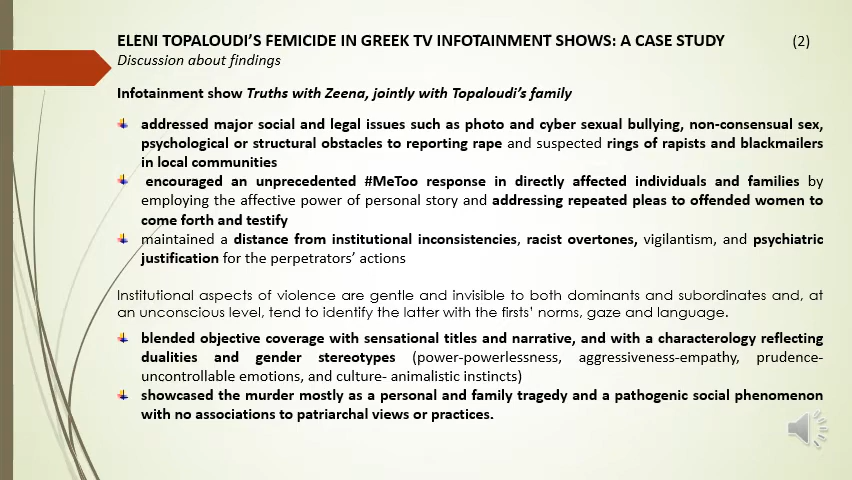 ELENI TOPALOUDI'S FEMICIDE IN GREEK TV INFOTAINMENT SHOWS: A CASE STUDY (2)
Discussion about findings
Infotainment show Truths with Zeena, jointly with Topaloudi's family
addressed major social and legal issues such as photo and cyber sexual bullying, non-consensual sex,
psychological or structural obstacles to reporting rape and suspected rings of rapists and blackmailers
in local communities
encouraged an unprecedented #MeToo response in directly affected individuals and families by
employing the affective power of personal story and addressing repeated pleas to offended women to
come forth and testify
maintained a distance from institutional inconsistencies, racist overtones, vigilantism, and psychiatric
justification for the perpetrators' actions
Institutional aspects of violence are gentle and invisible to both dominants and subordinates and, at
an unconscious level, tend to identify the latter with the firsts' norms, gaze and language.
blended objective coverage with sensational titles and narrative, and with a characterology reflecting
dualities and gender stereotypes (power-powerlessness, aggressiveness-empathy, prudence-
uncontrollable emotions, and culture- animalistic instincts)
showcased the murder mostly as a personal and family tragedy and a pathogenic social phenomenon
with no associations to patriarchal views or practices.